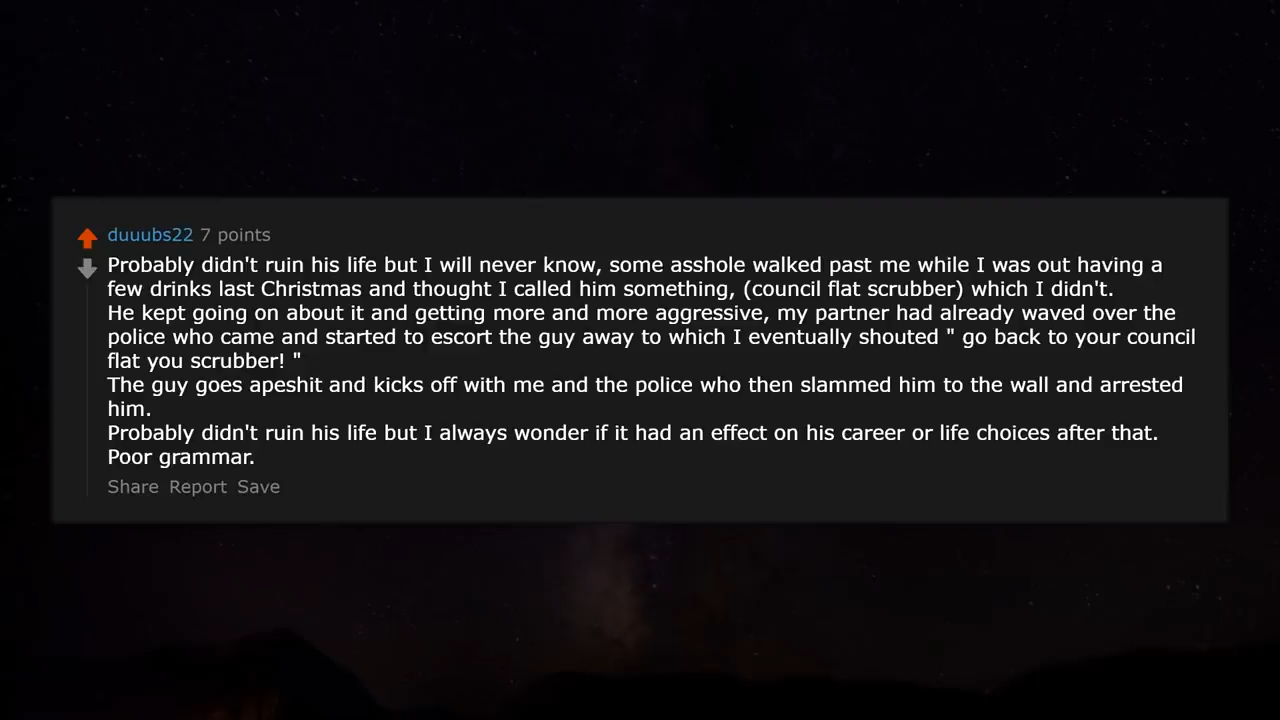 duuubs22 7 points
Probably didn't ruin his life but I will never know, some asshole walked past me while I was out having a
few drinks last Christmas and thought I called him something, (council flat scrubber) which I didn't.
He kept going on about it and getting more and more aggressive, my partner had already waved over the
police who came and started to escort the guy away to which I eventually shouted " go back to your council
flat you scrubber! "
The guy goes apeshit and kicks off with me and the police who then slammed him to the wall and arrested
him.
Probably didn't ruin his life but I always wonder if it had an effect on his career or life choices after that.
Poor grammar.
Share Report Save